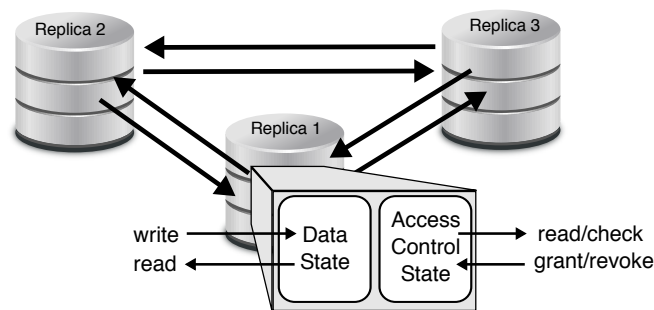 Replica 2
Replica 3
Replica 1
write
read
Data
State
Access
Control
State
read/check
grant/revoke